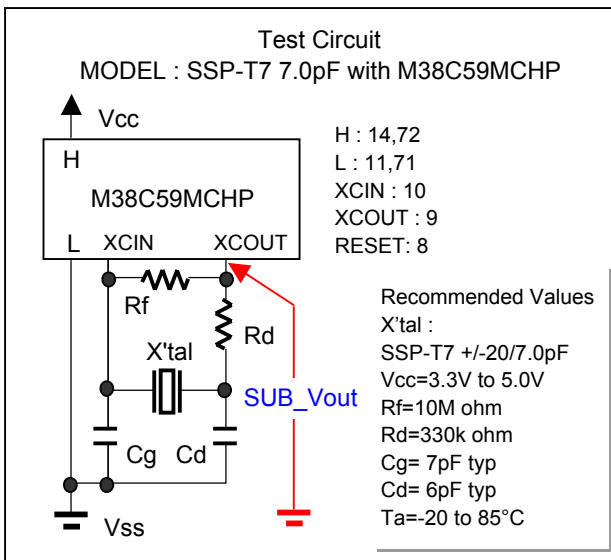 Test Circuit
MODEL : SSP-T7 7.0pF with M38C59MCHP
Vcc
H
M38C59MCHP
L XCIN XCOUT
H : 14,72
L : 11,71
XCIN : 10
XCOUT : 9
RESET: 8
Rf
Rd
X'tal
SUB_Vout
Cg Cd
Vss
Recommended Values
X'tal :
SSP-T7 +/-20/7.0pF
Vcc=3.3V to 5.0V
Rf=10M ohm
Rd=330k ohm
Cg= 7pF typ
Cd= 6pF typ
Ta=-20 to 85°C